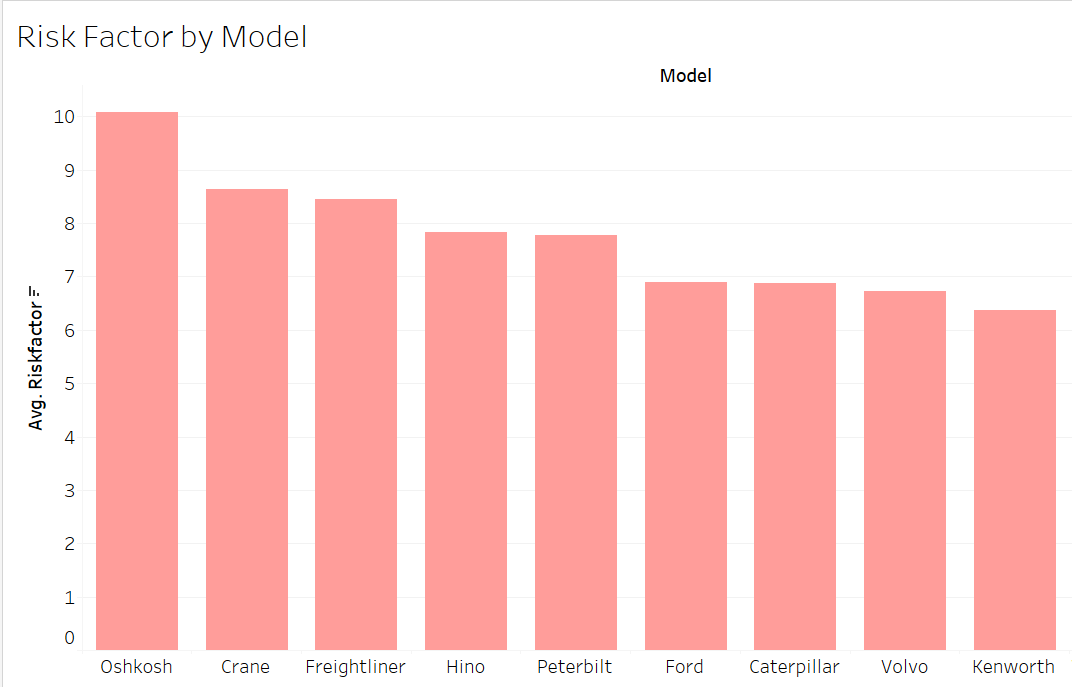 Risk Factor by Model
Model
Avg. Riskfactor
10
9
8
7
6
5
4
3
2
1
0
Oshkosh Crane Freightliner Hino Peterbilt Ford Caterpillar Volvo Kenworth